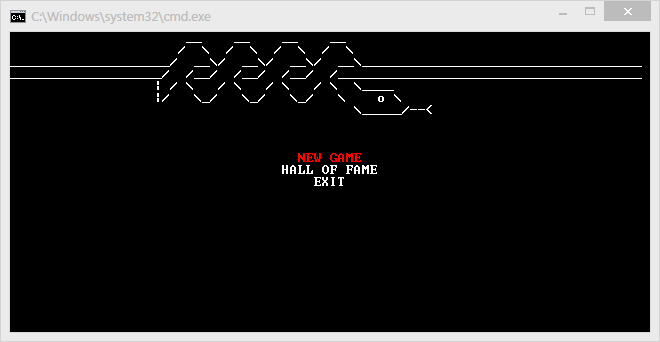 C:\Windows\system32\cmd.exe
NEW GAME
HALL OF FAME
EXIT